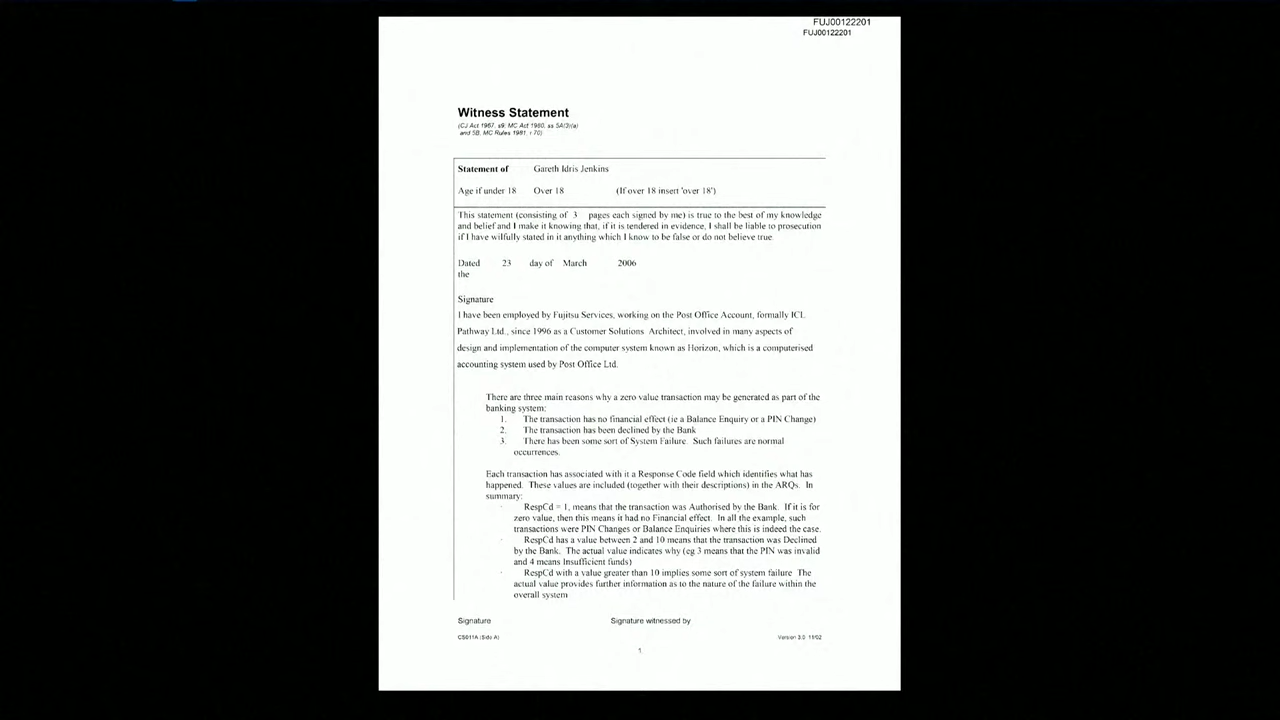 FUJ00122201
FUJ00122201
Witness Statement
(CJ Act 1967, s9; MC Act 1980, ss 5A(3)(a)
and 5B, MC Rules 1981, r 70)
Statement of Gareth Idris Jenkins
Age if under 18 Over 18 (If over 18 insert 'over 18')
This statement (consisting of 3 pages each signed by me) is true to the best of my knowledge
and belief and I make it knowing that, if it is tendered in evidence, I shall be liable to prosecution
if I have wilfully stated in it anything which I know to be false or do not believe true.
Dated 23 day of March 2006
the
Signature
I have been employed by Fujitsu Services, working on the Post Office Account, formally ICL
Pathway Ltd., since 1996 as a Customer Solutions Architect, involved in many aspects of
design and implementation of the computer system known as Horizon, which is a computerised
accounting system used by Post Office Ltd.
There are three main reasons why a zero value transaction may be generated as part of the
banking system:
1. The transaction has no financial effect (ie a Balance Enquiry or a PIN Change)
2. The transaction has been declined by the Bank
3. There has been some sort of System Failure. Such failures are normal
occurrences.
Each transaction has associated with it a Response Code field which identifies what has
happened. These values are included (together with their descriptions) in the ARQs. In
summary:
· RespCd = 1, means that the transaction was Authorised by the Bank. If it is for
zero value, then this means it had no Financial effect. In all the example, such
transactions were PIN Changes or Balance Enquiries where this is indeed the case.
· RespCd has a value between 2 and 10 means that the transaction was Declined
by the Bank. The actual value indicates why (eg 3 means that the PIN was invalid
and 4 means Insufficient funds)
· RespCd with a value greater than 10 implies some sort of system failure The
actual value provides further information as to the nature of the failure within the
overall system
Signature Signature witnessed by
CS011A (Side A) Version 3.0 11/02
1